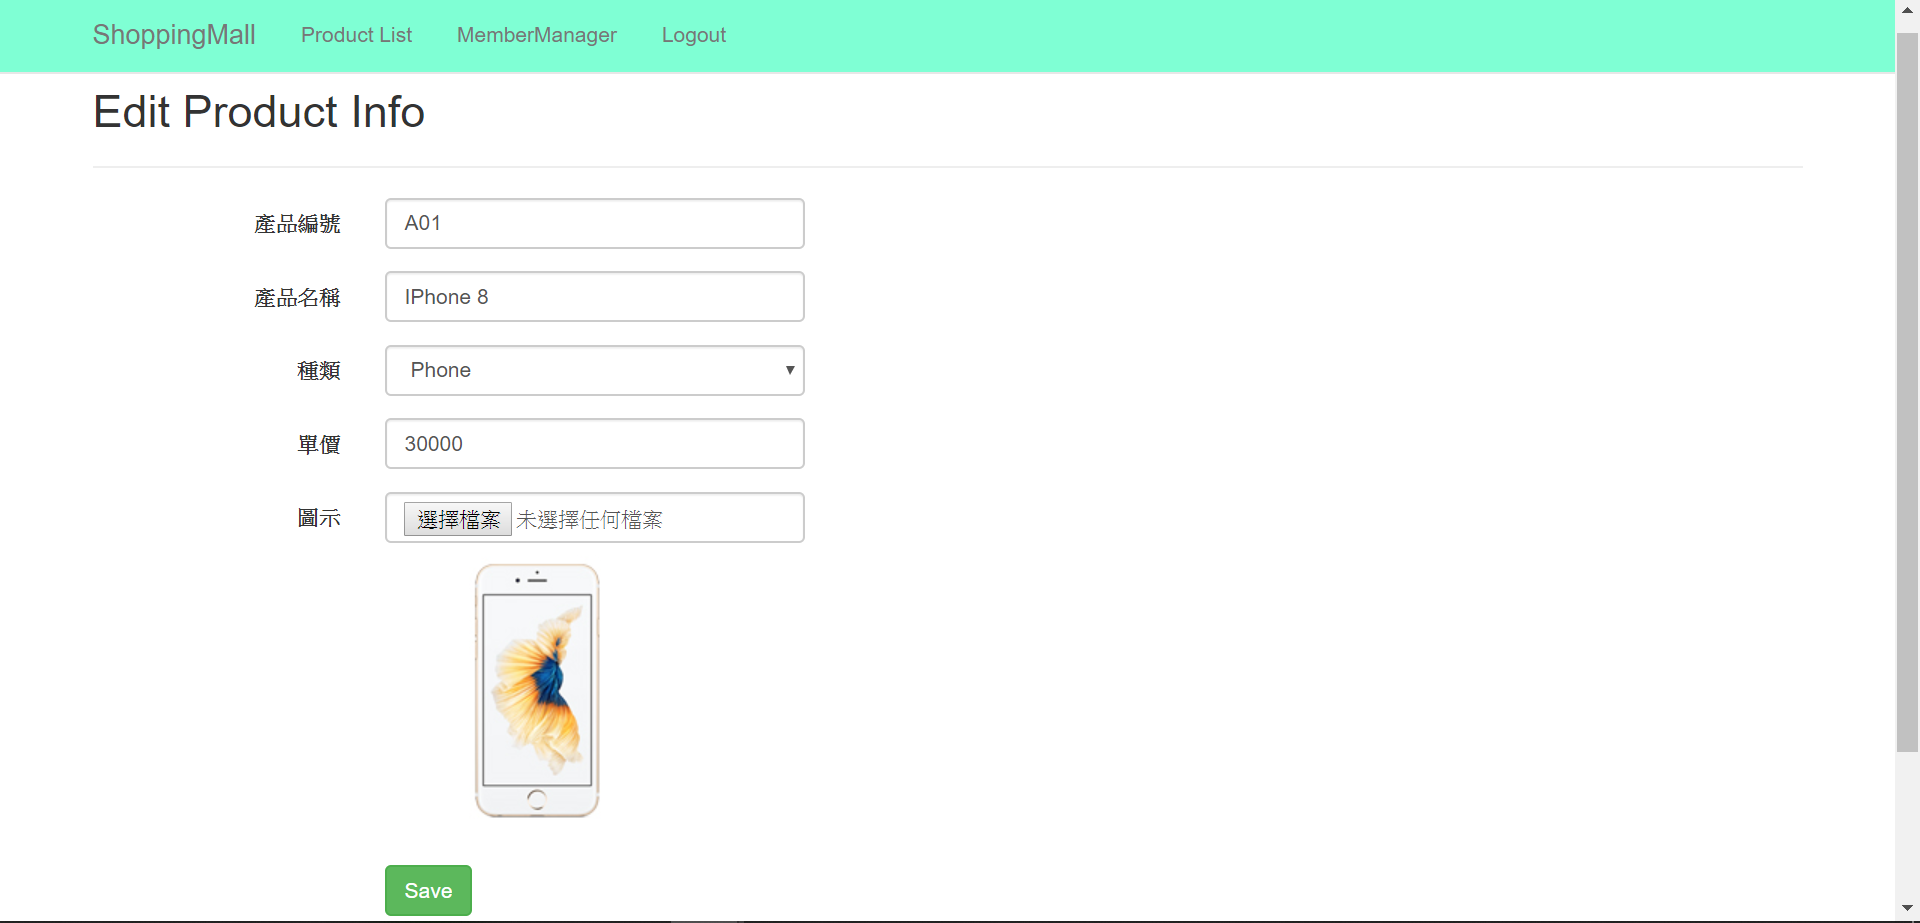 ShoppingMall Product List MemberManager Logout
Edit Product Info
產品編號 A01
產品名稱 IPhone 8
種類 Phone
單價 30000
圖示 選擇檔案 未選擇任何檔案
Save